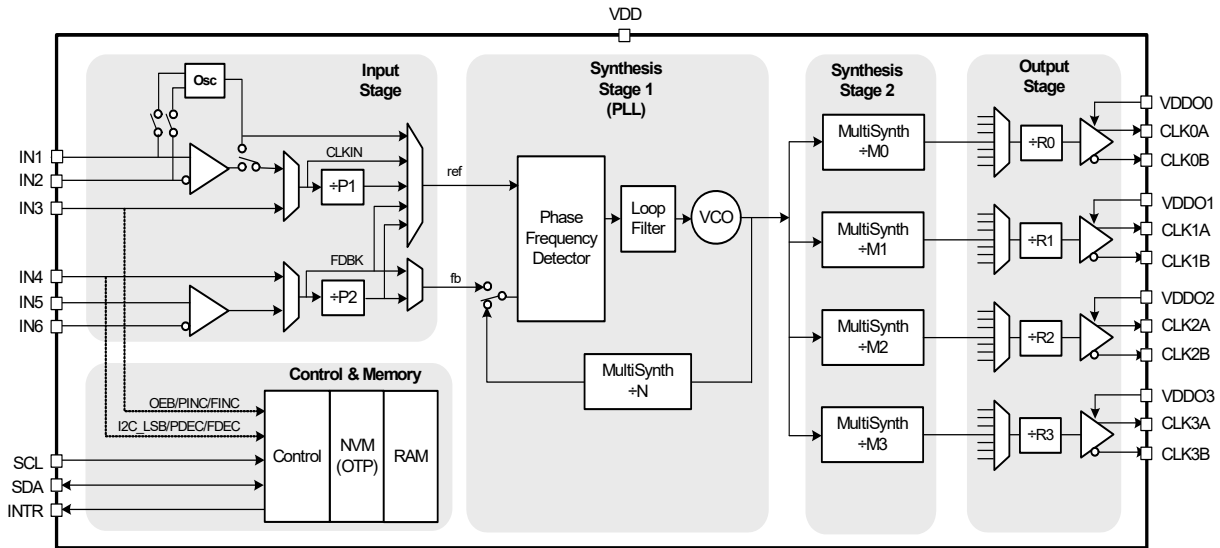 VDD
Input
Stage
Osc
IN1
IN2
IN3
CLKIN
÷P1
ref
IN4
IN5
IN6
FDBK
÷P2
fb
Synthesis
Stage 1
(PLL)
Phase
Frequency
Detector
Loop
Filter
VCO
MultiSynth
÷N
Synthesis
Stage 2
MultiSynth
÷M0
MultiSynth
÷M1
MultiSynth
÷M2
MultiSynth
÷M3
Output
Stage
÷R0
÷R1
÷R2
÷R3
VDDO0
CLK0A
CLK0B
VDDO1
CLK1A
CLK1B
VDDO2
CLK2A
CLK2B
VDDO3
CLK3A
CLK3B
Control & Memory
OEB/PINC/FINC
I2C_LSB/PDEC/FDEC
Control
NVM
(OTP)
RAM
SCL
SDA
INTR